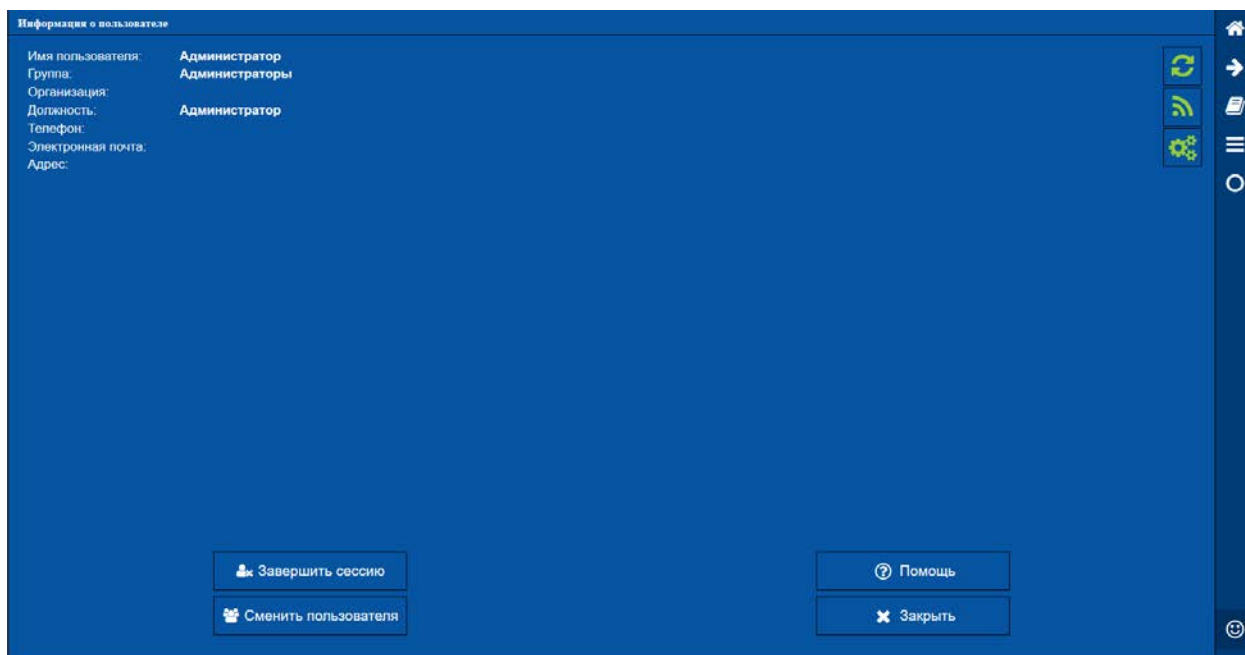 Информация о пользователе
Имя пользователя: Администратор
Группа: Администраторы
Организация:
Должность: Администратор
Телефон:
Электронная почта:
Адрес:
Завершить сессию
Помощь
Сменить пользователя
Закрыть